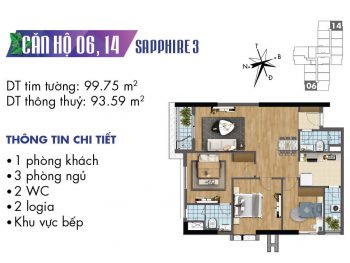 CĂN HỘ 06, 14 SAPPHIRE 3
DT tim tường: 99.75 m²
DT thông thuỷ: 93.59 m²
THÔNG TIN CHI TIẾT
• 1 phòng khách
• 3 phòng ngủ
• 2 WC
• 2 logia
• Khu vực bếp
B
T
N
Đ
14
06